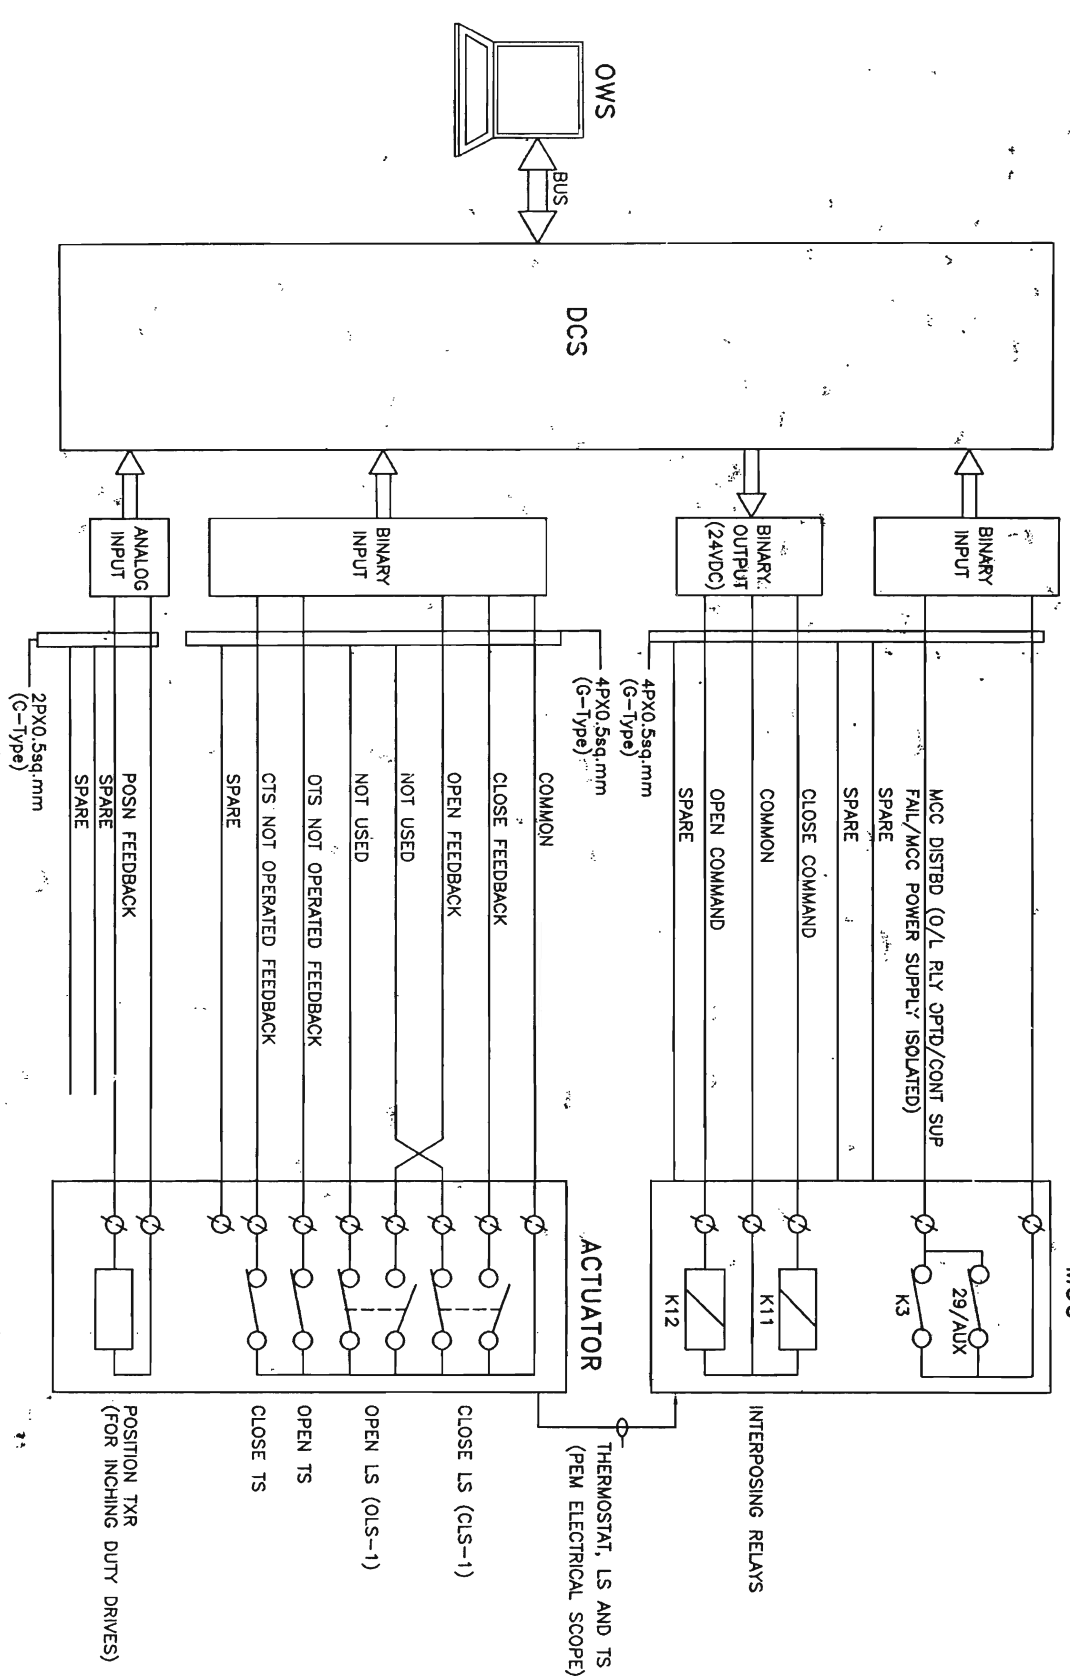 OWS
BUS
DCS
BINARY
INPUT
BINARY
OUTPUT
(24VDC)
BINARY
INPUT
ANALOG
INPUT
4PX0.5sq.mm
(G-Type)
4PX0.5sq.mm
(G-Type)
2PX0.5sq.mm
(G-Type)
MCC DISTBD (O/L RLY OPTD/CONT SUP
FAIL/MCC POWER SUPPLY ISOLATED)
SPARE
SPARE
CLOSE COMMAND
COMMON
OPEN COMMAND
SPARE
COMMON
CLOSE FEEDBACK
OPEN FEEDBACK
NOT USED
NOT USED
OTS NOT OPERATED FEEDBACK
CTS NOT OPERATED FEEDBACK
SPARE
POSN FEEDBACK
SPARE
SPARE
29/AUX
K3
K11
K12
ACTUATOR
INTERPOSING RELAYS
THERMOSTAT, LS AND TS
(PEM ELECTRICAL SCOPE)
CLOSE LS (CLS-1)
OPEN LS (OLS-1)
OPEN TS
CLOSE TS
POSITION TXR
(FOR INCHING DUTY DRIVES)